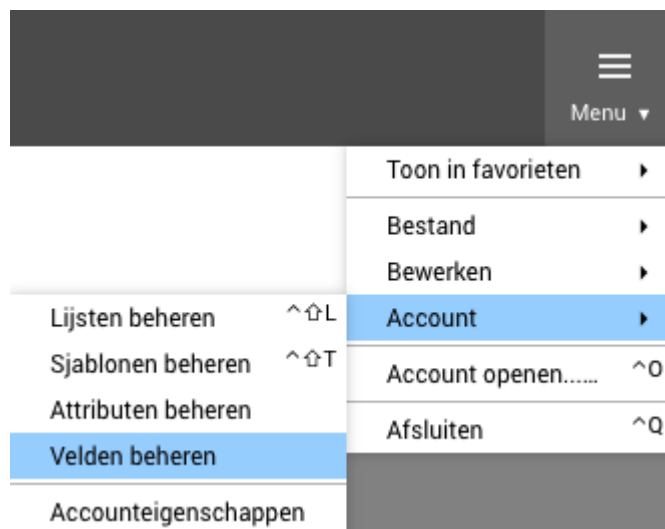 Menu ▾
Toon in favorieten
Bestand
Bewerken
Account
Account openen...... ^O
Afsluiten ^Q
Lijsten beheren ^⇧L
Sjablonen beheren ^⇧T
Attributen beheren
Velden beheren
Accounteigenschappen